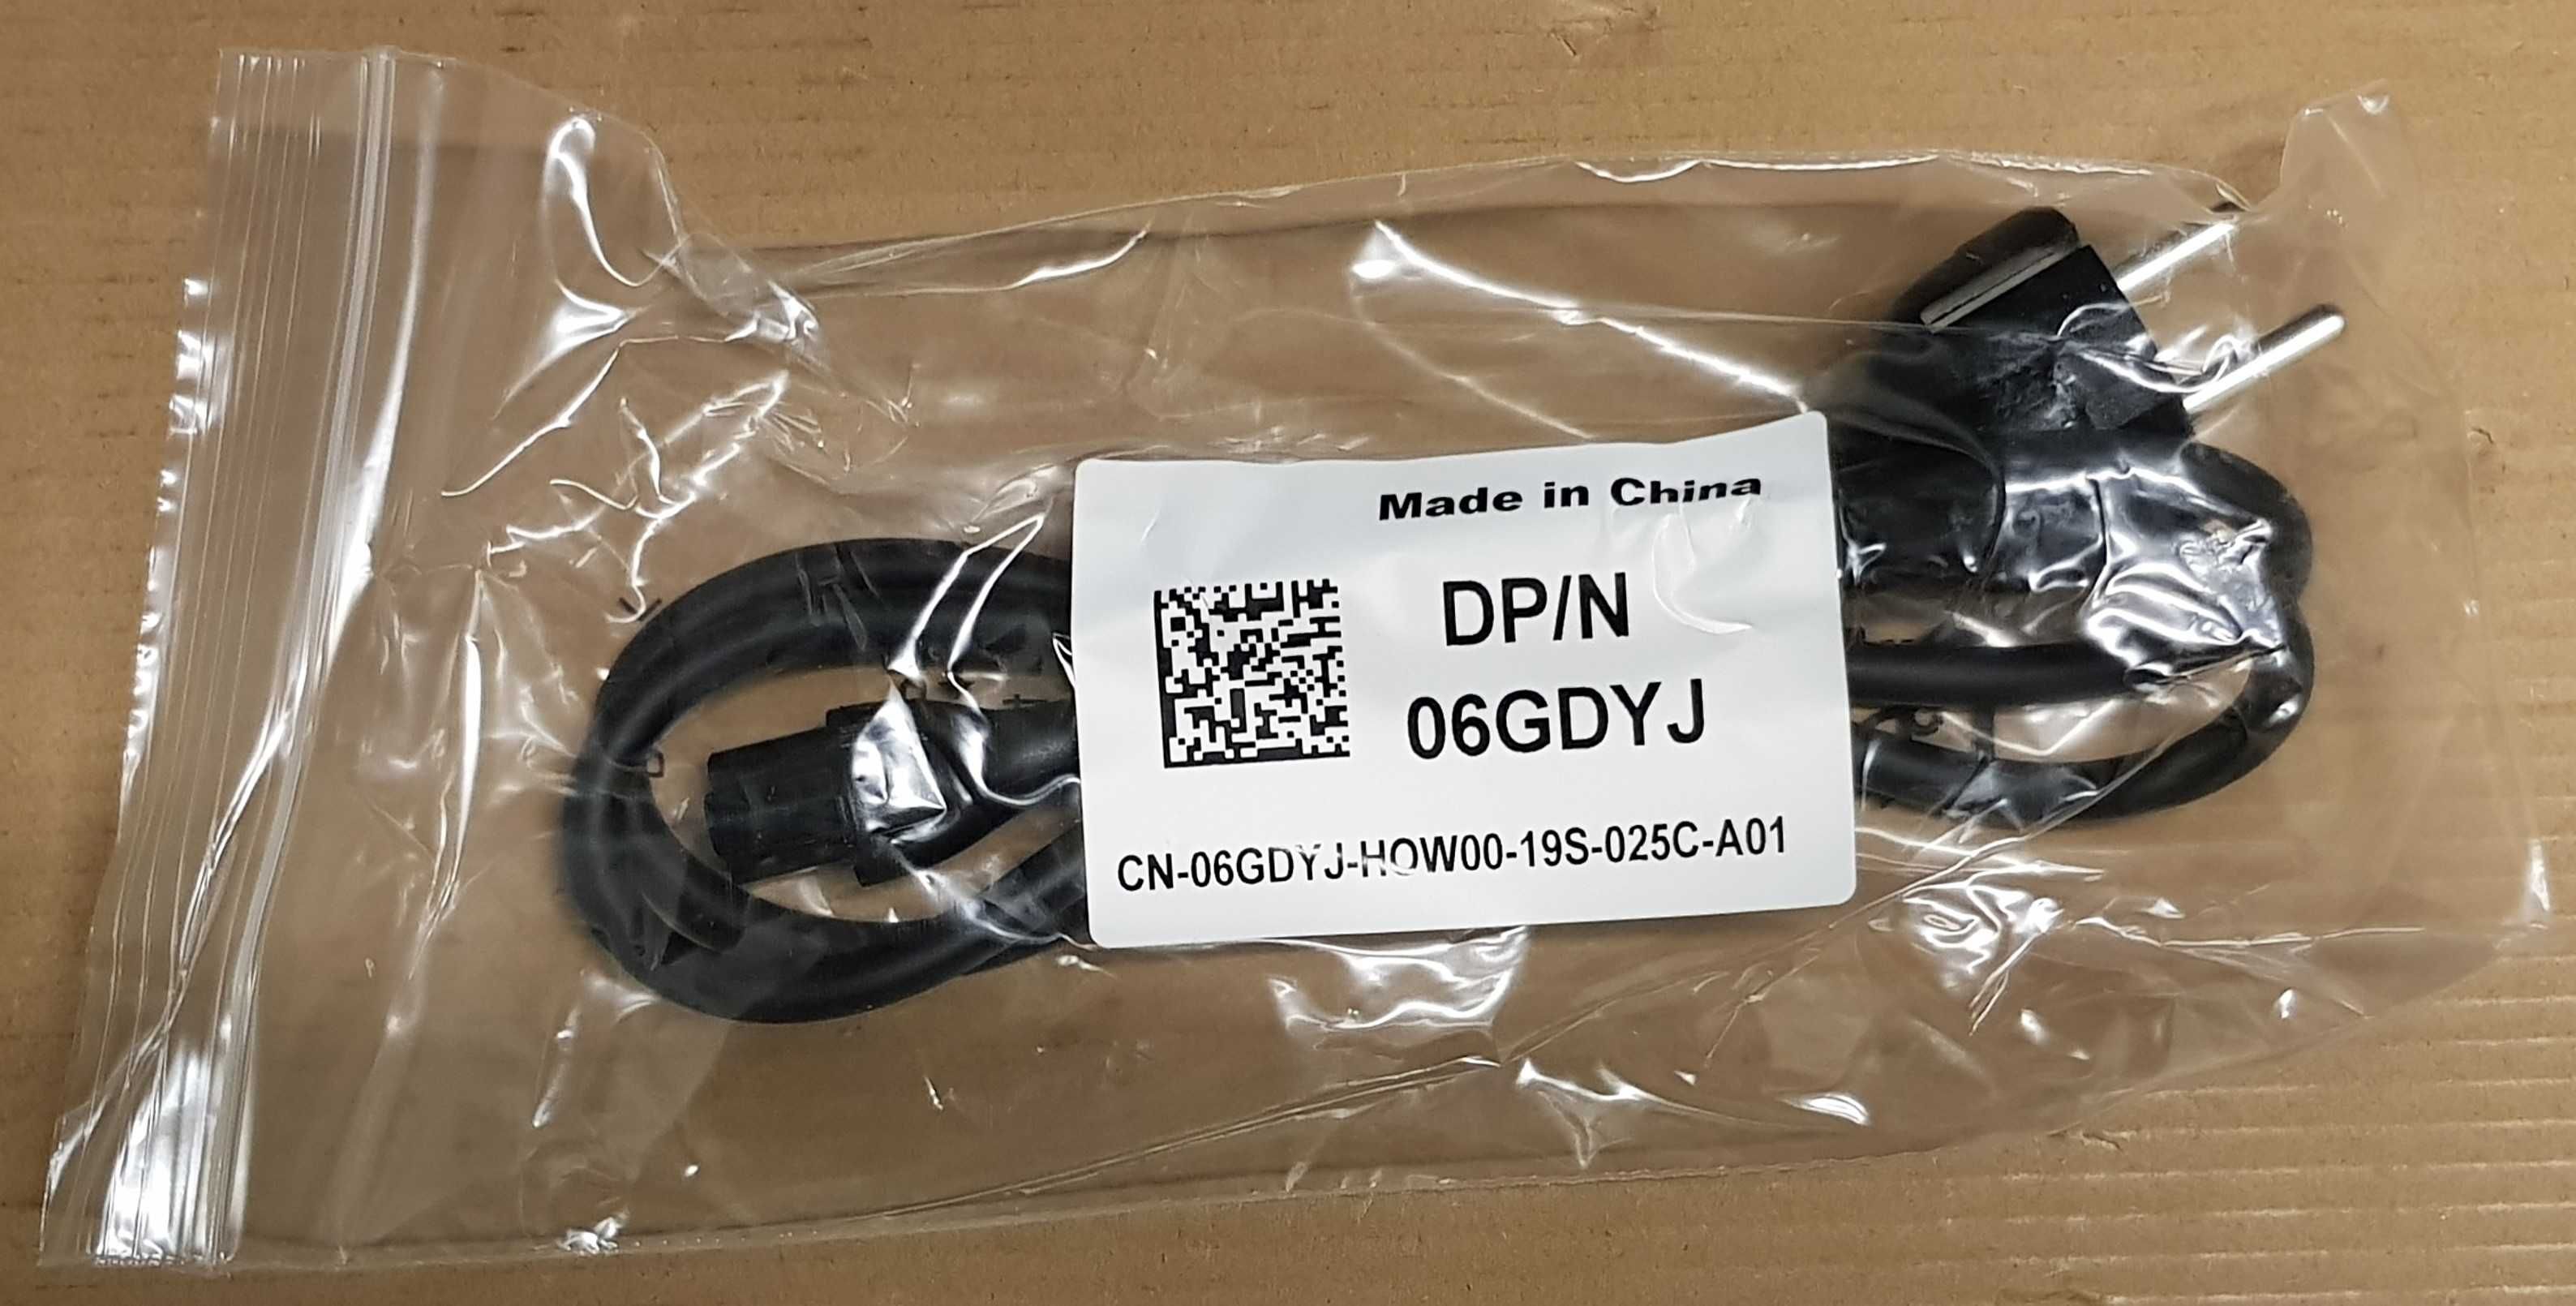 Made in China
DP/N
06GDYJ
CN-06GDYJ-HOW00-19S-025C-A01